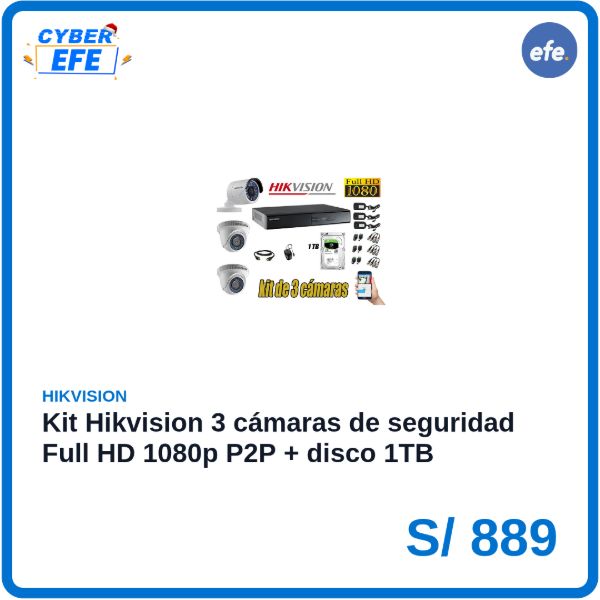 CYBER
EFE
efe.
HIKVISION
Full HD
1080
1 TB
kit de 3 cámaras
HIKVISION
Kit Hikvision 3 cámaras de seguridad
Full HD 1080p P2P + disco 1TB
S/ 889